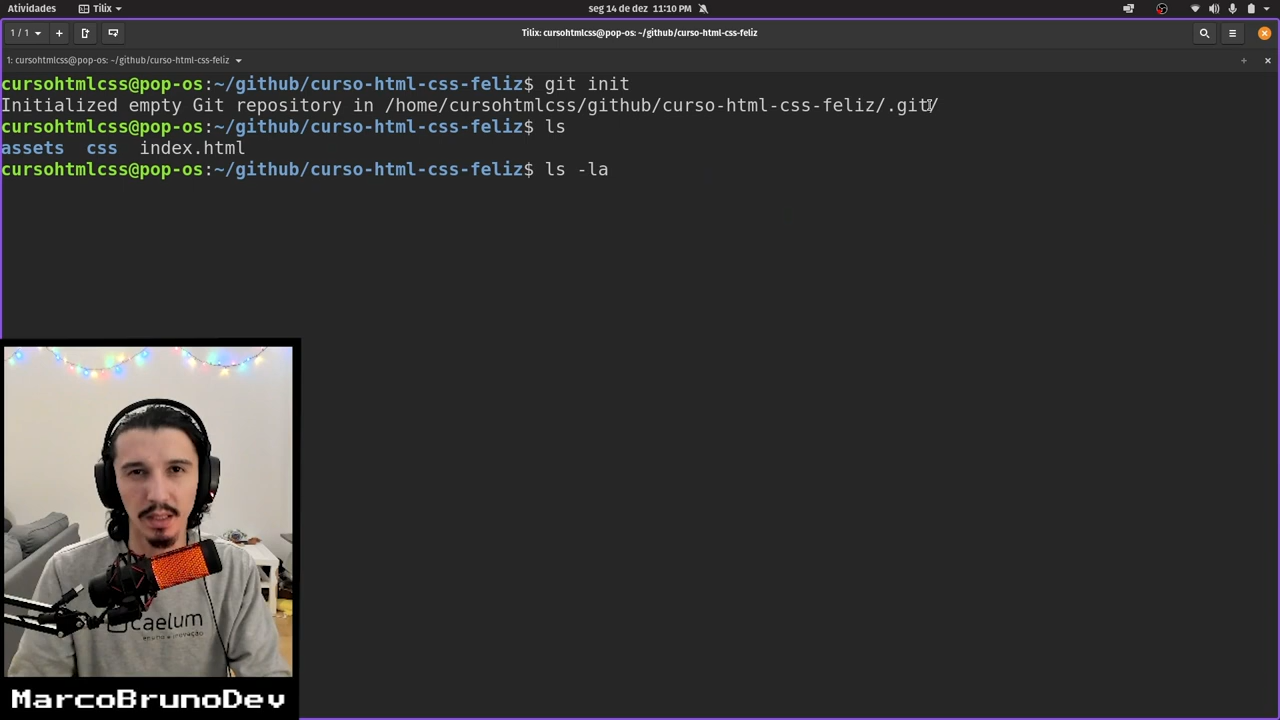 Atividades
Tilix
seg 14 de dez 11:10 PM
1 / 1
Tilix: cursohtmlcss@pop-os: ~/github/curso-html-css-feliz
1: cursohtmlcss@pop-os: ~/github/curso-html-css-feliz
cursohtmlcss@pop-os:~/github/curso-html-css-feliz$ git init
Initialized empty Git repository in /home/cursohtmlcss/github/curso-html-css-feliz/.git/
cursohtmlcss@pop-os:~/github/curso-html-css-feliz$ ls
assets css index.html
cursohtmlcss@pop-os:~/github/curso-html-css-feliz$ ls -la
Caelum
ensino e inovação
MarcoBrunoDev